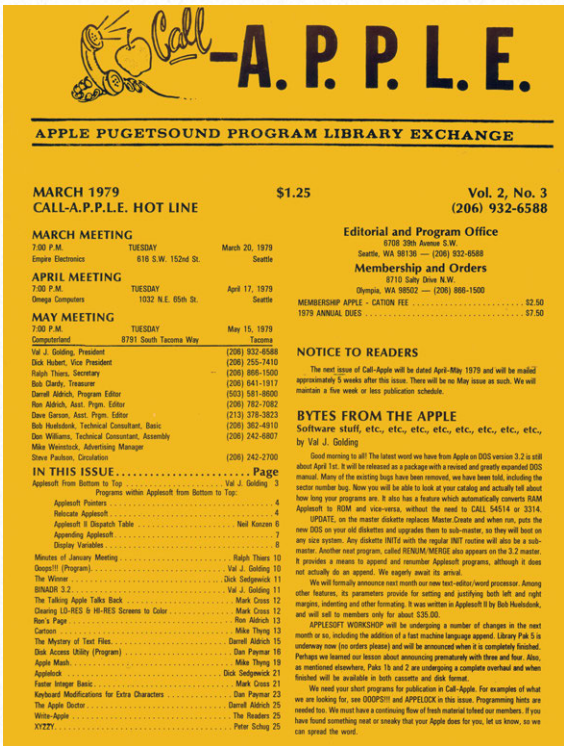 Call
-A.P.P.L.E.
APPLE PUGETSOUND PROGRAM LIBRARY EXCHANGE
MARCH 1979 $1.25 Vol. 2, No. 3
CALL-A.P.P.L.E. HOT LINE (206) 932-6588
MARCH MEETING
7:00 P.M. TUESDAY March 20, 1979
Empire Electronics 616 S.W. 152nd St. Seattle
APRIL MEETING
7:00 P.M. TUESDAY April 17, 1979
Omega Computers 1032 N.E. 65th St. Seattle
MAY MEETING
7:00 P.M. TUESDAY May 15, 1979
Computerland 8791 South Tacoma Way Tacoma
Val J. Golding, President (206) 932-6588
Dick Hubert, Vice President (206) 255-7410
Ralph Thiers, Secretary (206) 866-1500
Bob Clardy, Treasurer (206) 641-1917
Darrell Aldrich, Program Editor (503) 581-8600
Ron Aldrich, Asst. Prgm. Editor (206) 782-7082
Dave Garson, Asst. Prgm. Editor (213) 378-3823
Bob Huelsdonk, Technical Consultant, Basic (206) 362-4910
Don Williams, Technical Consuntant, Assembly (206) 242-6807
Mike Weinstock, Advertising Manager
Steve Paulson, Circulation (206) 242-2700
IN THIS ISSUE . . . . . . . . . . . . . . . . . . . . Page
Applesoft From Bottom to Top . . . . . . . . . . . . . . Val J. Golding 3
Programs within Applesoft from Bottom to Top:
Applesoft Pointers . . . . . . . . . . . . . . . . . . . . 4
Relocate Applesoft . . . . . . . . . . . . . . . . . . . . 4
Applesoft II Dispatch Table . . . . . . . . . . . . Neil Konzen 6
Appending Applesoft . . . . . . . . . . . . . . . . . . . . 7
Display Variables . . . . . . . . . . . . . . . . . . . . 8
Minutes of January Meeting . . . . . . . . . . . . . . Ralph Thiers 10
Ooops!!! (Program) . . . . . . . . . . . . . . Val J. Golding 10
The Winner . . . . . . . . . . . . . . Dick Sedgewick 11
BINADR 3.2 . . . . . . . . . . . . . . Val J. Golding 11
The Talking Apple Talks Back . . . . . . . . . . . . . . Mark Cross 12
Clearing LO-RES & HI-RES Screens to Color . . . . . . . Mark Cross 12
Ron's Page . . . . . . . . . . . . . . Ron Aldrich 13
Cartoon . . . . . . . . . . . . . . Mike Thyng 13
The Mystery of Text Files . . . . . . . . . . . . . . Darrell Aldrich 15
Disk Access Utility (Program) . . . . . . . . . . . . . . Dan Paymar 16
Apple Mash . . . . . . . . . . . . . . Mike Thyng 19
Applelock . . . . . . . . . . . . . . Dick Sedgewick 21
Faster Integer Basic . . . . . . . . . . . . . . Mark Cross 21
Keyboard Modifications for Extra Characters . . . . . . . Dan Paymar 23
The Apple Doctor . . . . . . . . . . . . . . Darrell Aldrich 25
Write-Apple . . . . . . . . . . . . . . The Readers 25
XYZZY . . . . . . . . . . . . . . Peter Schug 25
Editorial and Program Office
6708 39th Avenue S.W.
Seattle, WA 98136 — (206) 932-6588
Membership and Orders
8710 Salty Drive N.W.
Olympia, WA 98502 — (206) 866-1500
MEMBERSHIP APPLE - CATION FEE . . . . . . . . . . . . . . $2.50
1979 ANNUAL DUES . . . . . . . . . . . . . . $7.50
NOTICE TO READERS
The next issue of Call-Apple will be dated April-May 1979 and will be mailed
approximately 5 weeks after this issue. There will be no May issue as such. We will
maintain a five week or less publication schedule.
BYTES FROM THE APPLE
Software stuff, etc., etc., etc., etc., etc., etc., etc.,
by Val J. Golding
Good morning to all! The latest word we have from Apple on DOS version 3.2 is still
about April 1st. It will be released as a package with a revised and greatly expanded DOS
manual. Many of the existing bugs have been removed, we have been told, including the
sector number bug. Now you will be able to look at your catalog and actually tell about
how long your programs are. It also has a feature which automatically converts RAM
Applesoft to ROM and vice-versa, without the need to CALL 54514 or 3314.
UPDATE, on the master diskette replaces Master.Create and when run, puts the
new DOS on your old diskettes and upgrades them to sub-master, so they will boot on
any oize system. Any diskette INITd with the regular INIT routine will also be a sub-
master. Another next program, called RENUM/MERGE also appears on the 3.2 master.
It provides a means to append and renumber Applesoft programs, although it does
not actually do an append. We eagerly await its arrival.
We will formally announce next month our new text-editor/word processor. Among
other features, its parameters provide for setting and justifying both left and right
margins, indenting and other formating. It was written in Applesoft II by Bob Huelsdonk,
and will sell to members only for about $35.00.
APPLESOFT WORKSHOP will be undergoing a number of changes in the next
month or so, including the addition of a fast machine language append. Library Pak 5 is
underway now (no orders please) and will be announced when it is completely finished.
Perhaps we learned our lesson about announcing prematurely with three and four. Also,
as mentioned elsewhere, Paks 1b and 2 are undergoing a complete overhaul and when
finished will be available in both cassette and disk format.
We need your short programs for publication in Call-Apple. For examples of what
we are looking for, see OOOPS!!! and APPELOCK in this issue. Programming hints are
needed too. We must have a continuing flow of fresh material tofeed our members. If you
have found something neat or sneaky that your Apple does for you, let us know, so we
can spread the word.